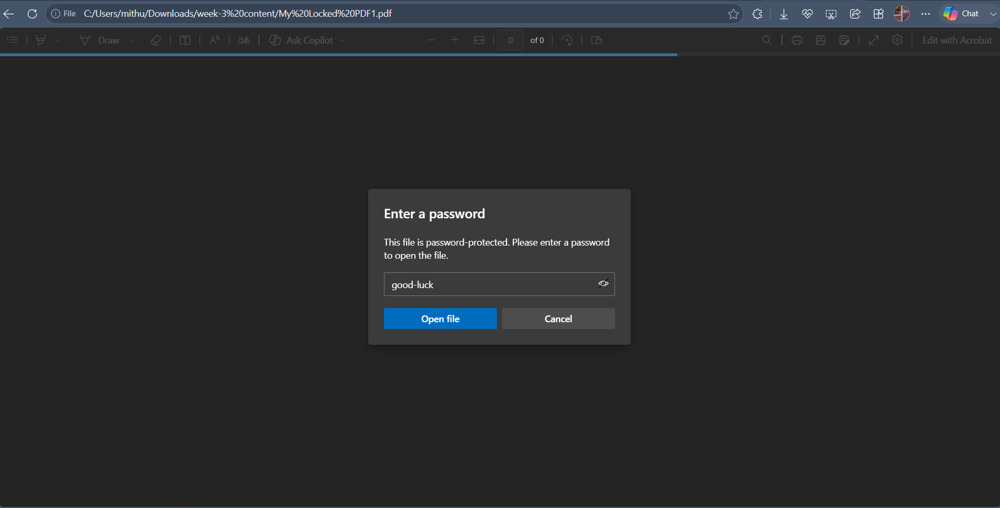 File C:/Users/mithu/Downloads/week-3%20content/My%20Locked%20PDF1.pdf Chat
Draw aあ Ask Copilot 0 of 0 Edit with Acrobat
Enter a password
This file is password-protected. Please enter a password
to open the file.
good-luck
Open file Cancel